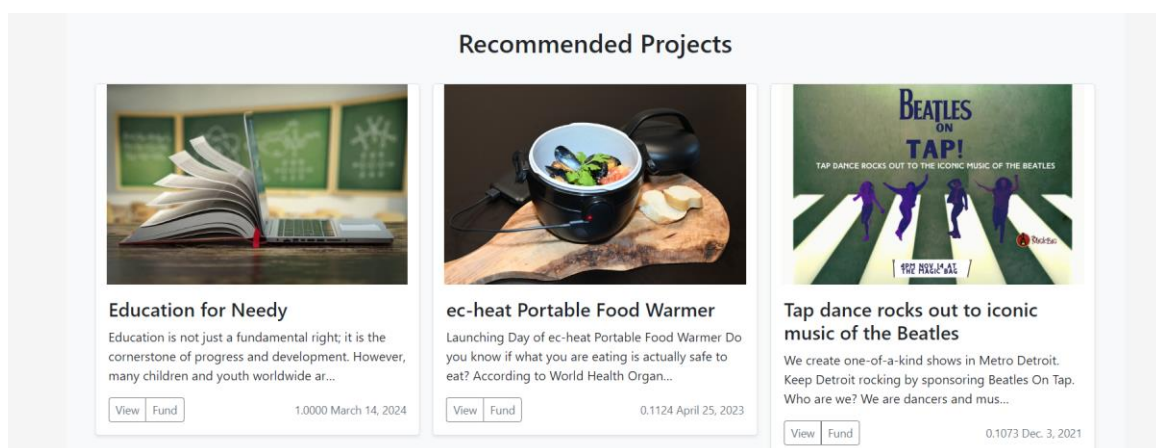 Recommended Projects
Education for Needy
Education is not just a fundamental right; it is the
cornerstone of progress and development. However,
many children and youth worldwide ar...
View Fund 1.0000 March 14, 2024
ec-heat Portable Food Warmer
Launching Day of ec-heat Portable Food Warmer Do
you know if what you are eating is actually safe to
eat? According to World Health Organ...
View Fund 0.1124 April 25, 2023
BEATLES
ON
TAP!
TAP DANCE ROCKS OUT TO THE ICONIC MUSIC OF THE BEATLES
4PM NOV 14 AT
THE MAGIC BAG
Tap dance rocks out to iconic
music of the Beatles
We create one-of-a-kind shows in Metro Detroit.
Keep Detroit rocking by sponsoring Beatles On Tap.
Who are we? We are dancers and mus...
View Fund 0.1073 Dec. 3, 2021